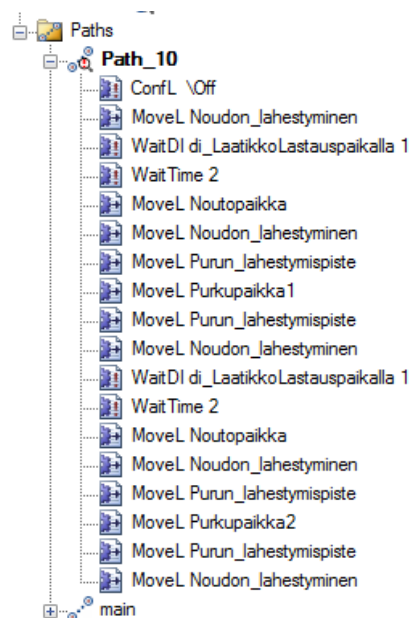 Paths
Path_10
ConfL \Off
MoveL Noudon_lahestyminen
WaitDI di_LaatikkoLastauspaikalla 1
WaitTime 2
MoveL Noutopaikka
MoveL Noudon_lahestyminen
MoveL Purun_lahestymispiste
MoveL Purkupaikka1
MoveL Purun_lahestymispiste
MoveL Noudon_lahestyminen
WaitDI di_LaatikkoLastauspaikalla 1
WaitTime 2
MoveL Noutopaikka
MoveL Noudon_lahestyminen
MoveL Purun_lahestymispiste
MoveL Purkupaikka2
MoveL Purun_lahestymispiste
MoveL Noudon_lahestyminen
main